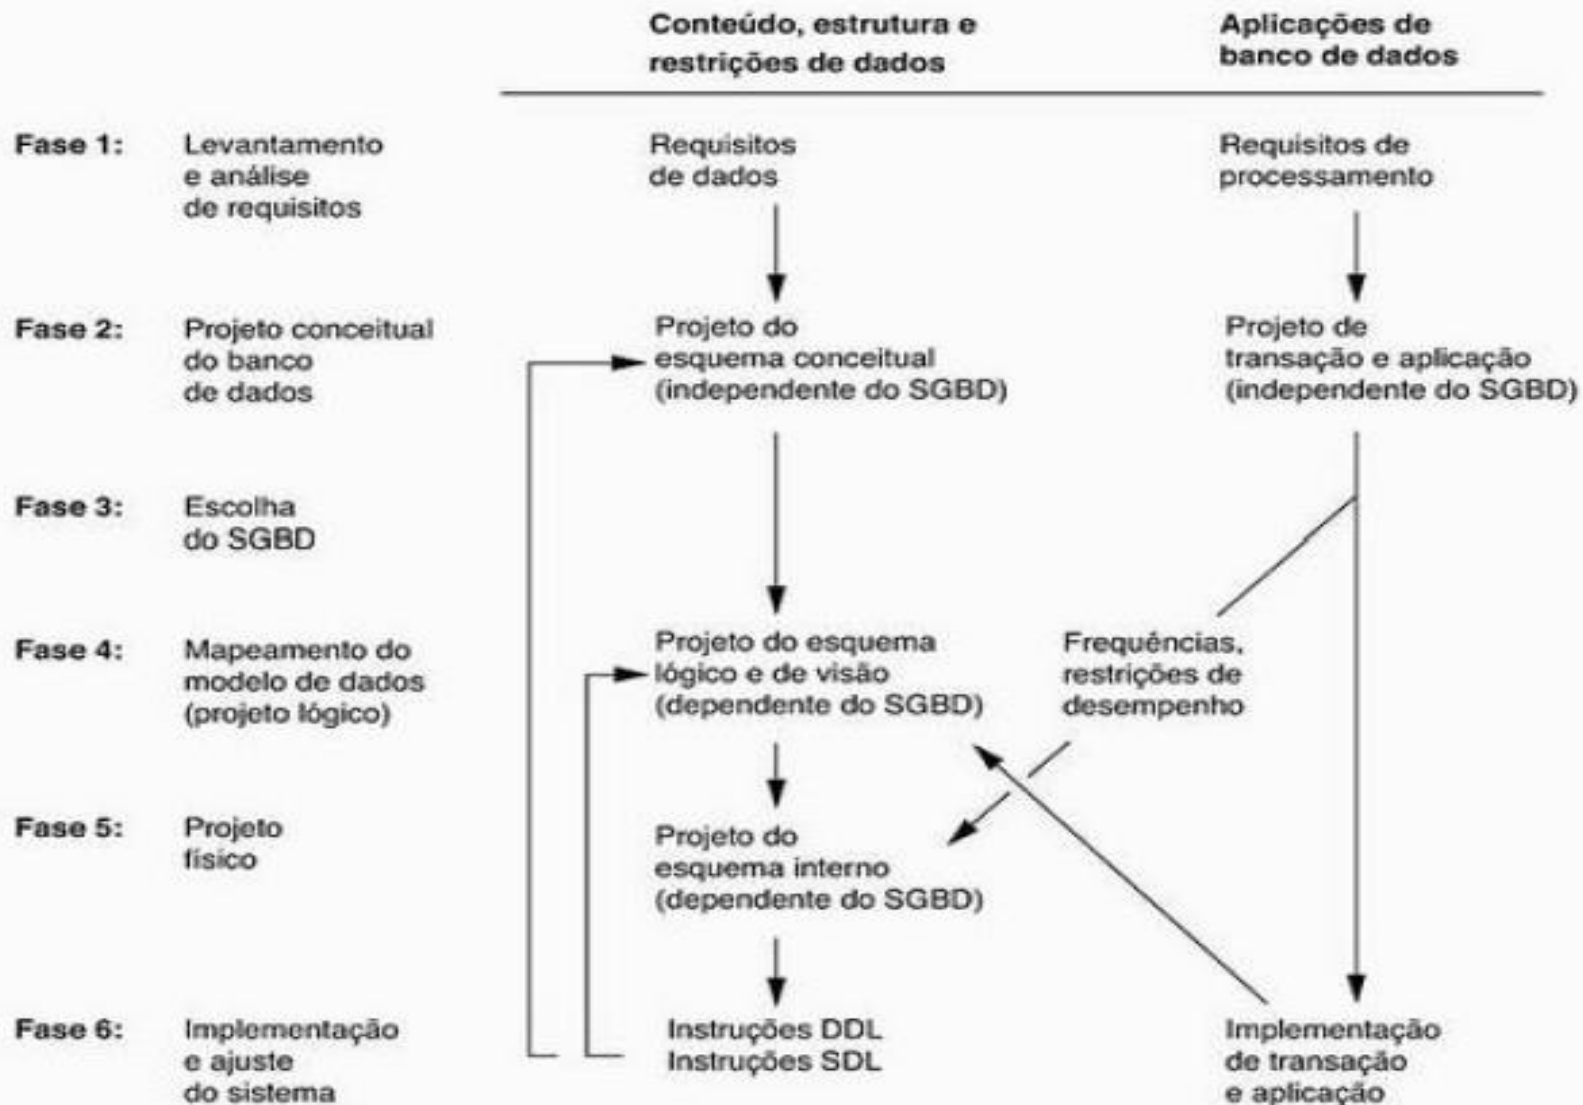 Conteúdo, estrutura e
restrições de dados
Aplicações de
banco de dados
Fase 1:
Levantamento
e análise
de requisitos
Requisitos
de dados
Requisitos de
processamento
Fase 2:
Projeto conceitual
do banco
de dados
Projeto do
esquema conceitual
(independente do SGBD)
Projeto de
transação e aplicação
(independente do SGBD)
Fase 3:
Escolha
do SGBD
Fase 4:
Mapeamento do
modelo de dados
(projeto lógico)
Projeto do esquema
lógico e de visão
(dependente do SGBD)
Frequências,
restrições de
desempenho
Fase 5:
Projeto
físico
Projeto do
esquema interno
(dependente do SGBD)
Fase 6:
Implementação
e ajuste
do sistema
Instruções DDL
Instruções SDL
Implementação
de transação
e aplicação